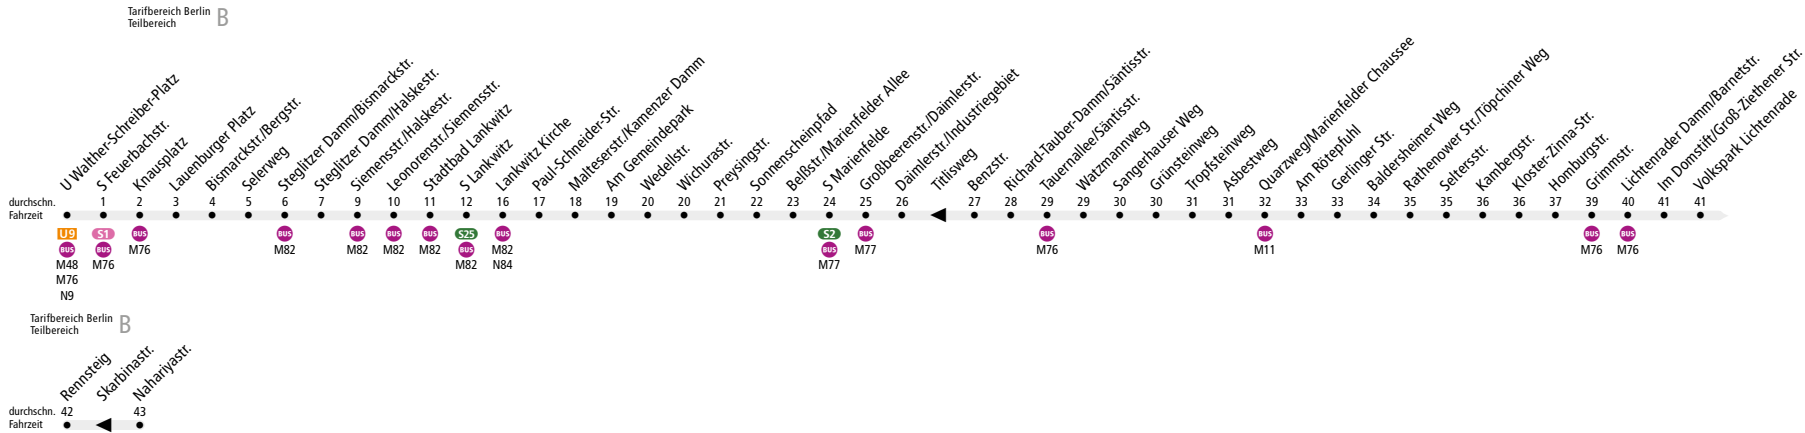 Tarifbereich Berlin
Teilbereich B
U Walther-Schreiber-Platz
S Feuerbachstr.
Knausplatz
Lauenburger Platz
Bismarckstr./Bergstr.
Selerweg
Steglitzer Damm/Bismarckstr.
Steglitzer Damm/Halskestr.
Siemensstr./Halskestr.
Leonorenstr./Siemensstr.
Stadtbad Lankwitz
S Lankwitz
Lankwitz Kirche
Paul-Schneider-Str.
Malteserstr./Kamenzer Damm
Am Gemeindepark
Wedellstr.
Wichurastr.
Preysingstr.
Sonnenscheinpfad
Belßstr./Marienfelder Allee
S Marienfelde
Großbeerenstr./Daimlerstr.
Daimlerstr./Industriegebiet
Titlisweg
Benzstr.
Richard-Tauber-Damm/Säntisstr.
Tauernallee/Säntisstr.
Watzmannweg
Sangerhauser Weg
Grünsteinweg
Tropfsteinweg
Asbestweg
Quarzweg/Marienfelder Chaussee
Am Rötepfuhl
Gerlinger Str.
Baldersheimer Weg
Rathenower Str./Töpchiner Weg
Selterstr.
Kambergstr.
Kloster-Zinna-Str.
Homburgstr.
Grimmstr.
Lichtenrader Damm/Barnetstr.
Im Domstift/Groß-Ziethener Str.
Volkspark Lichtenrade
durchschn. 1 2 3 4 5 6 7 9 10 11 12 16 17 18 19 20 20 21 22 23 24 25 26 27 28 29 29 30 30 31 31 32 33 33 34 35 35 36 36 37 39 40 41 41
Fahrzeit
U9 S1 BUS BUS BUS BUS BUS S25 BUS S2 BUS BUS BUS BUS BUS
BUS BUS M76 M82 M82 M82 M82 BUS M82 BUS M77 M76 M11 M76 M76
M48 M76 M82 N84 M77
M76
N9
Tarifbereich Berlin
Teilbereich B
Rennsteig
Skarbinastr.
Nahariyastr.
durchschn. 42 43
Fahrzeit